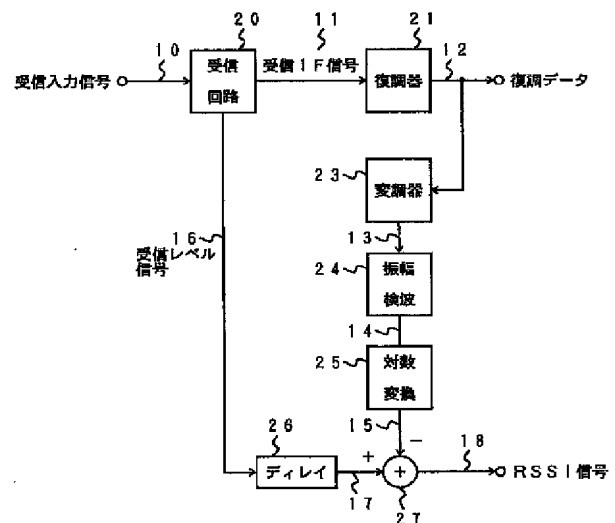 20
11
21
10
12
受信入力信号
受信
回路
受信IF信号
復調器
復調データ
23
変調器
16
受信レベル
信号
13
24
振幅
検波
14
25
対数
変換
15
－
26
18
ディレイ
＋
+
RSSI信号
17
27